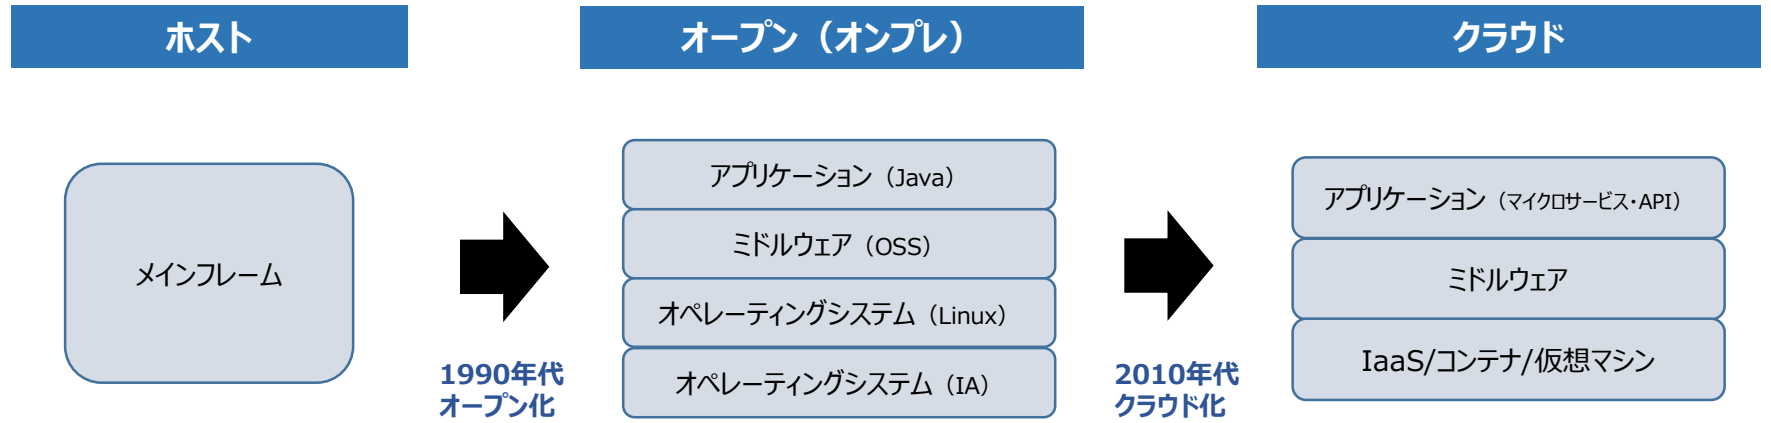 ホスト
オープン（オンプレ）
クラウド
メインフレーム
1990年代
オープン化
アプリケーション（Java）
ミドルウェア（OSS）
オペレーティングシステム（Linux）
オペレーティングシステム（IA）
2010年代
クラウド化
アプリケーション（マイクロサービス・API）
ミドルウェア
IaaS/コンテナ/仮想マシン